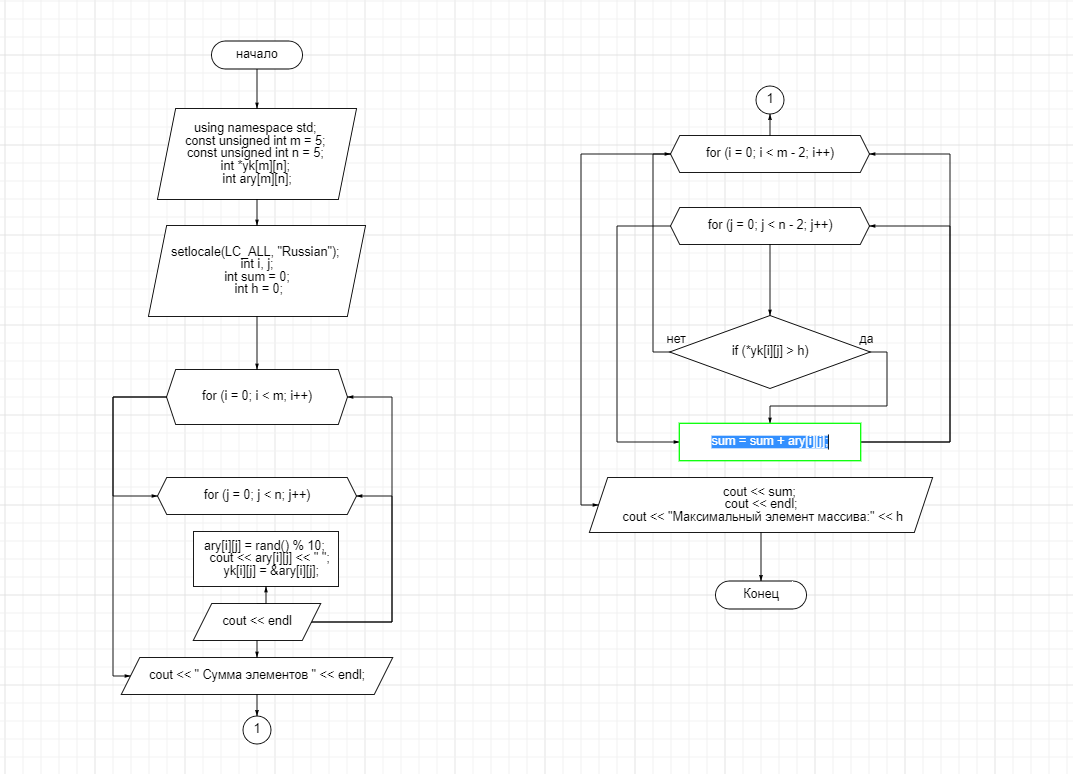 начало
using namespace std;
const unsigned int m = 5;
const unsigned int n = 5;
int *yk[m][n];
int ary[m][n];
setlocale(LC_ALL, "Russian");
int i, j;
int sum = 0;
int h = 0;
for (i = 0; i < m; i++)
for (j = 0; j < n; j++)
ary[i][j] = rand() % 10;
cout << ary[i][j] << " ";
yk[i][j] = &ary[i][j];
cout << endl
cout << " Сумма элементов " << endl;
1
1
for (i = 0; i < m - 2; i++)
for (j = 0; j < n - 2; j++)
нет
if (*yk[i][j] > h)
да
sum = sum + ary[i][j];
cout << sum;
cout << endl;
cout << "Максимальный элемент массива:" << h
Конец